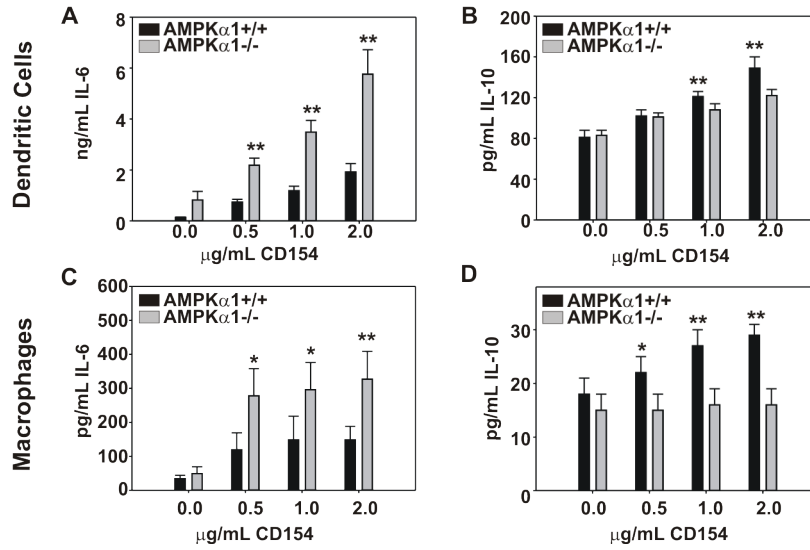 Dendritic Cells
A
AMPKα1+/+
AMPKα1-/-
ng/mL IL-6
8
6
4
2
0
**
**
**
0.0 0.5 1.0 2.0
μg/mL CD154
B
AMPKα1+/+
AMPKα1-/-
pg/mL IL-10
200
160
120
80
40
0
**
**
0.0 0.5 1.0 2.0
μg/mL CD154
Macrophages
C
AMPKα1+/+
AMPKα1-/-
pg/mL IL-6
600
500
400
300
200
100
0
*
*
**
0.0 0.5 1.0 2.0
μg/mL CD154
D
AMPKα1+/+
AMPKα1-/-
pg/mL IL-10
30
20
10
0
*
**
**
0.0 0.5 1.0 2.0
μg/mL CD154